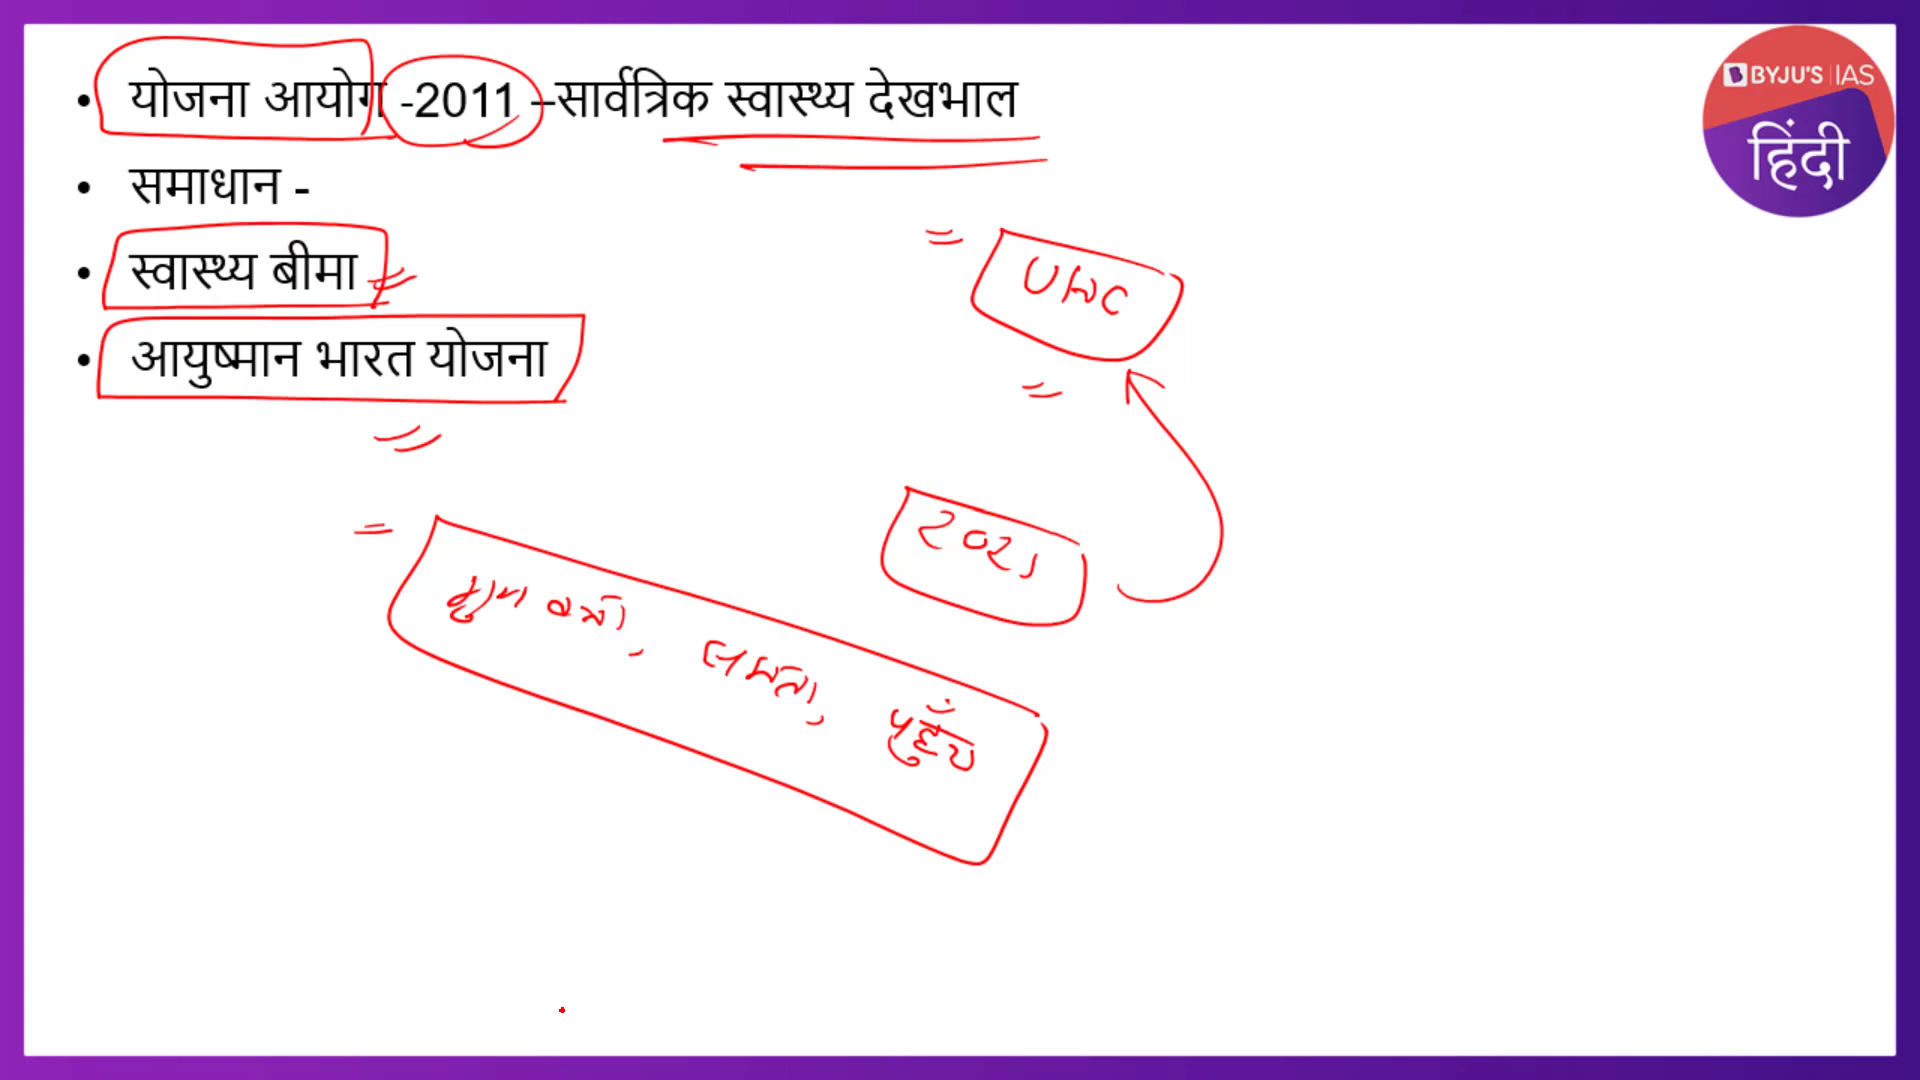 • योजना आयोग -2011 –सार्वत्रिक स्वास्थ्य देखभाल
• समाधान -
• स्वास्थ्य बीमा
• आयुष्मान भारत योजना
BYJU'S IAS
हिंदी
UHC
2021
गुणवत्ता, समता, पहुँच